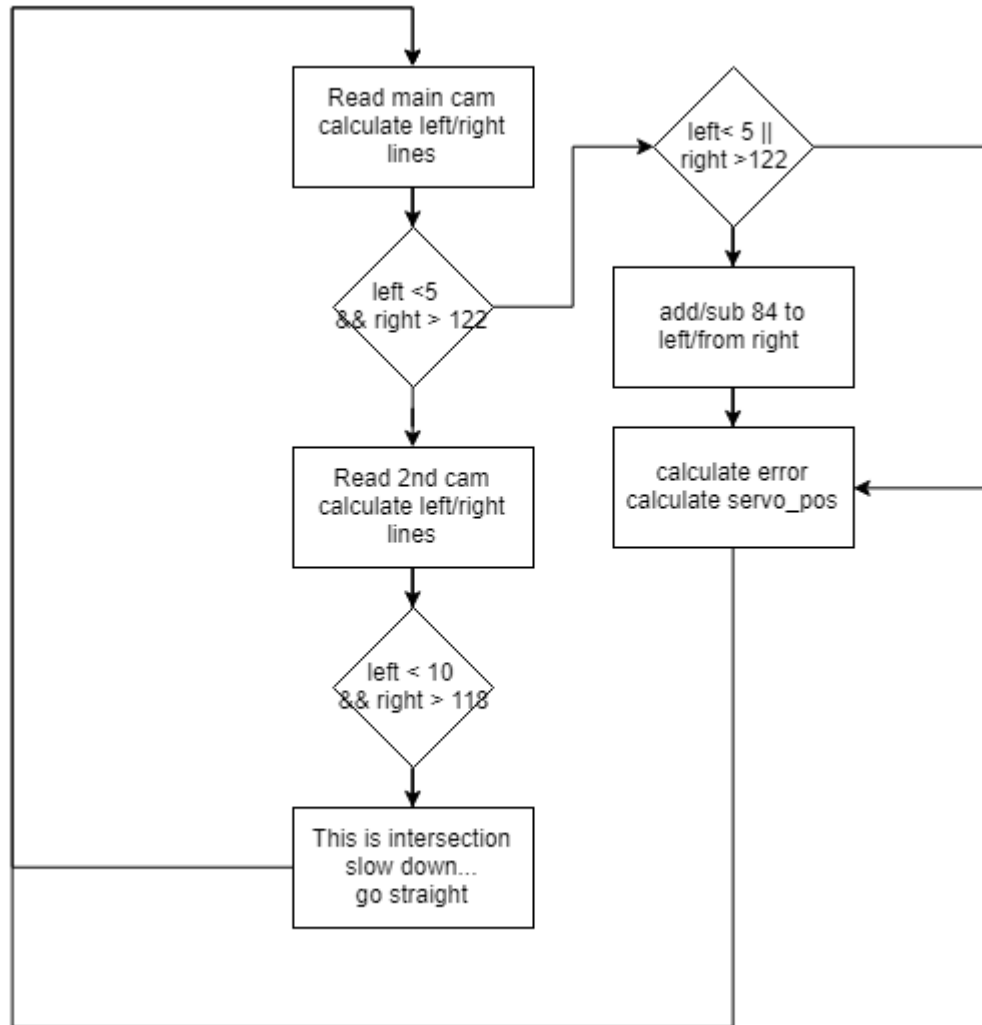 Read main cam
calculate left/right
lines
left <5
&& right > 122
Read 2nd cam
calculate left/right
lines
left < 10
&& right > 118
This is intersection
slow down...
go straight
left< 5 ||
right >122
add/sub 84 to
left/from right
calculate error
calculate servo_pos